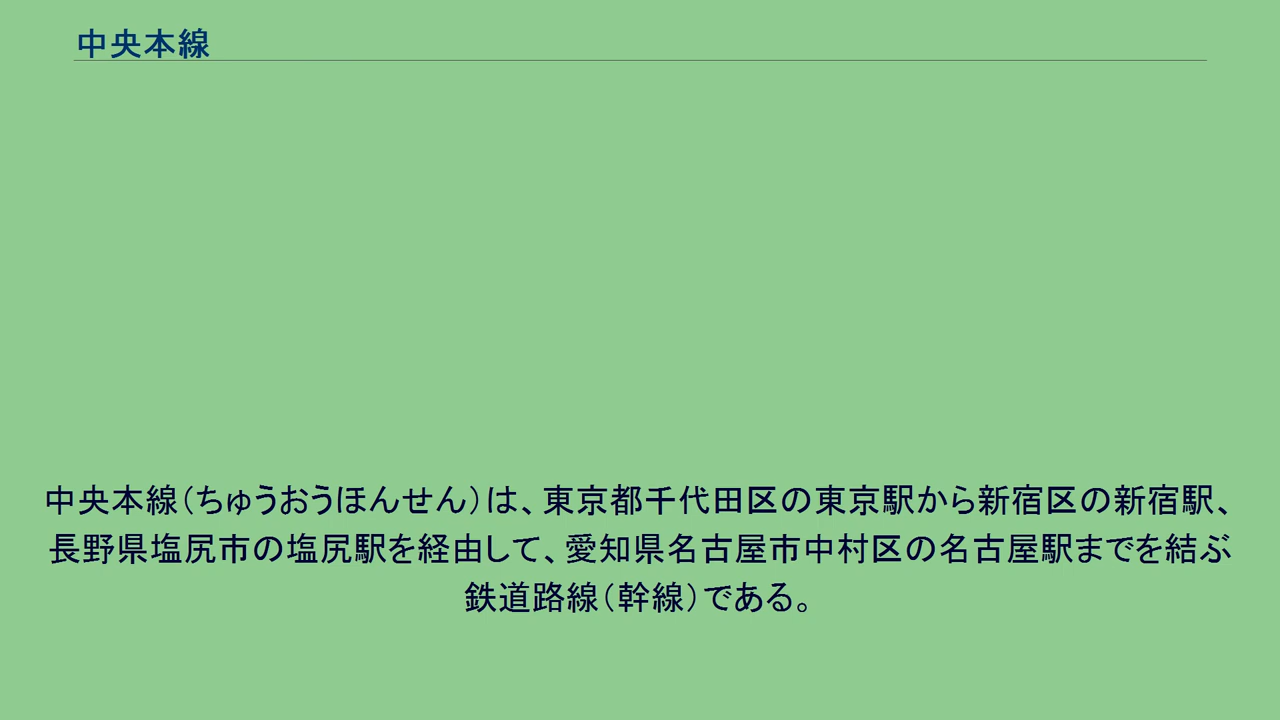 中央本線
中央本線（ちゅうおうほんせん）は、東京都千代田区の東京駅から新宿区の新宿駅、
長野県塩尻市の塩尻駅を経由して、愛知県名古屋市中村区の名古屋駅までを結ぶ
鉄道路線（幹線）である。